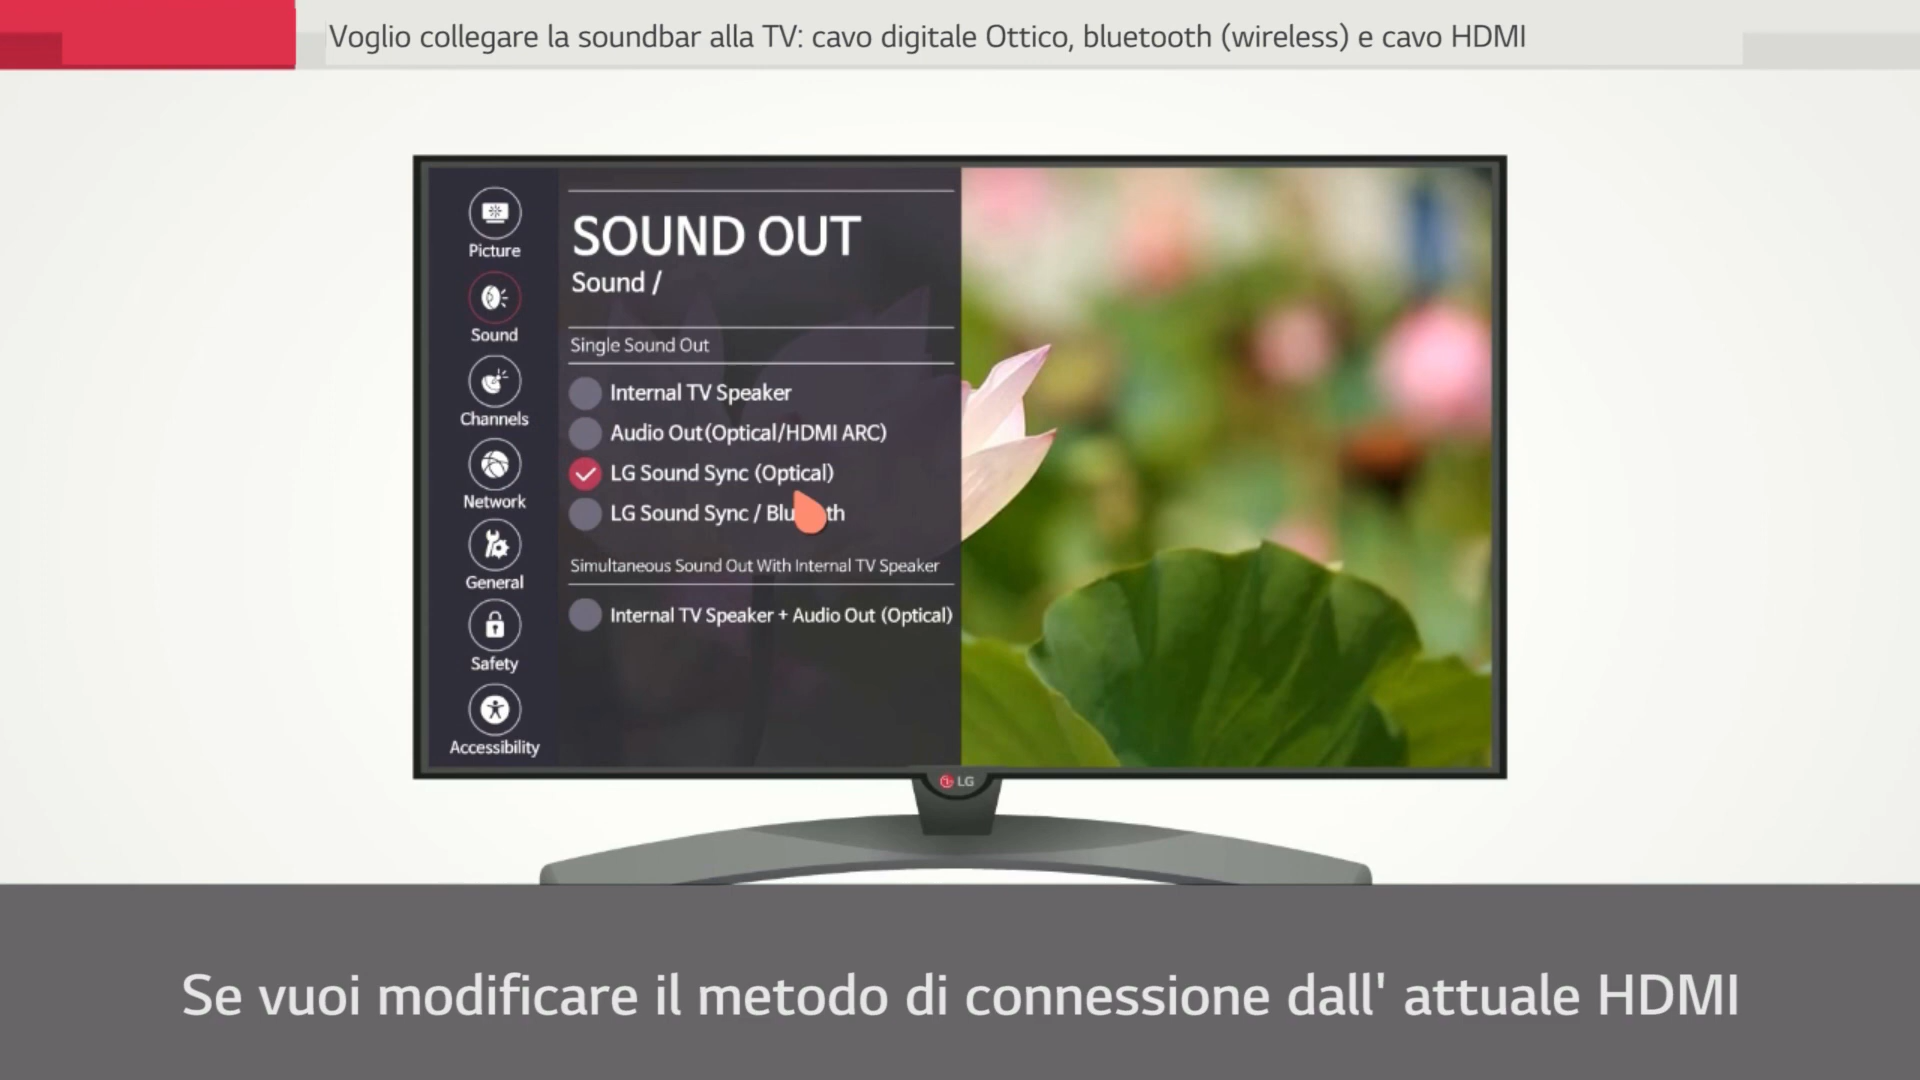 Voglio collegare la soundbar alla TV: cavo digitale Ottico, bluetooth (wireless) e cavo HDMI
Picture
Sound
Channels
Network
General
Safety
Accessibility
SOUND OUT
Sound /
Single Sound Out
Internal TV Speaker
Audio Out(Optical/HDMI ARC)
LG Sound Sync (Optical)
LG Sound Sync /
Simultaneous Sound Out With Internal TV Speaker
Internal TV Speaker + Audio Out (Optical)
LG
Se vuoi modificare il metodo di connessione dall' attuale HDMI